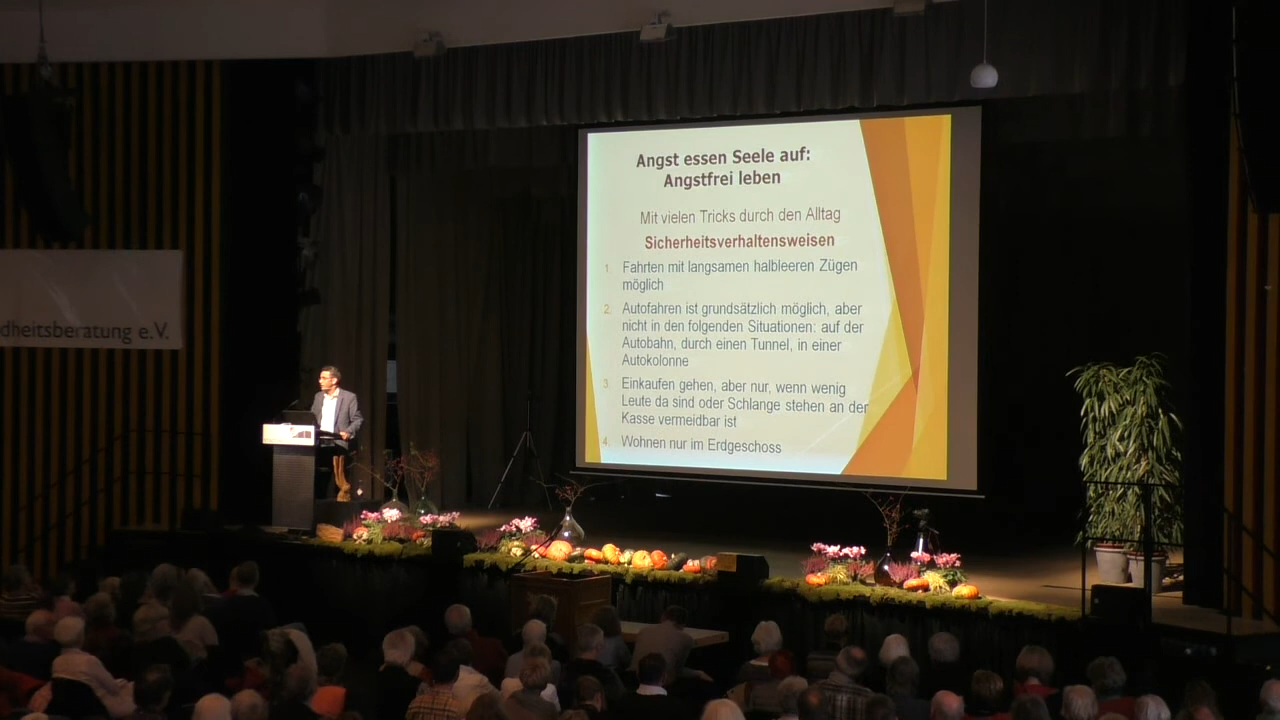 Angst essen Seele auf:
Angstfrei leben
Mit vielen Tricks durch den Alltag
Sicherheitsverhaltensweisen
1. Fahrten mit langsamen halbleeren Zügen
möglich
2. Autofahren ist grundsätzlich möglich, aber
nicht in den folgenden Situationen: auf der
Autobahn, durch einen Tunnel, in einer
Autokolonne
3. Einkaufen gehen, aber nur, wenn wenig
Leute da sind oder Schlange stehen an der
Kasse vermeidbar ist
4. Wohnen nur im Erdgeschoss
dheitsberatung e.V.